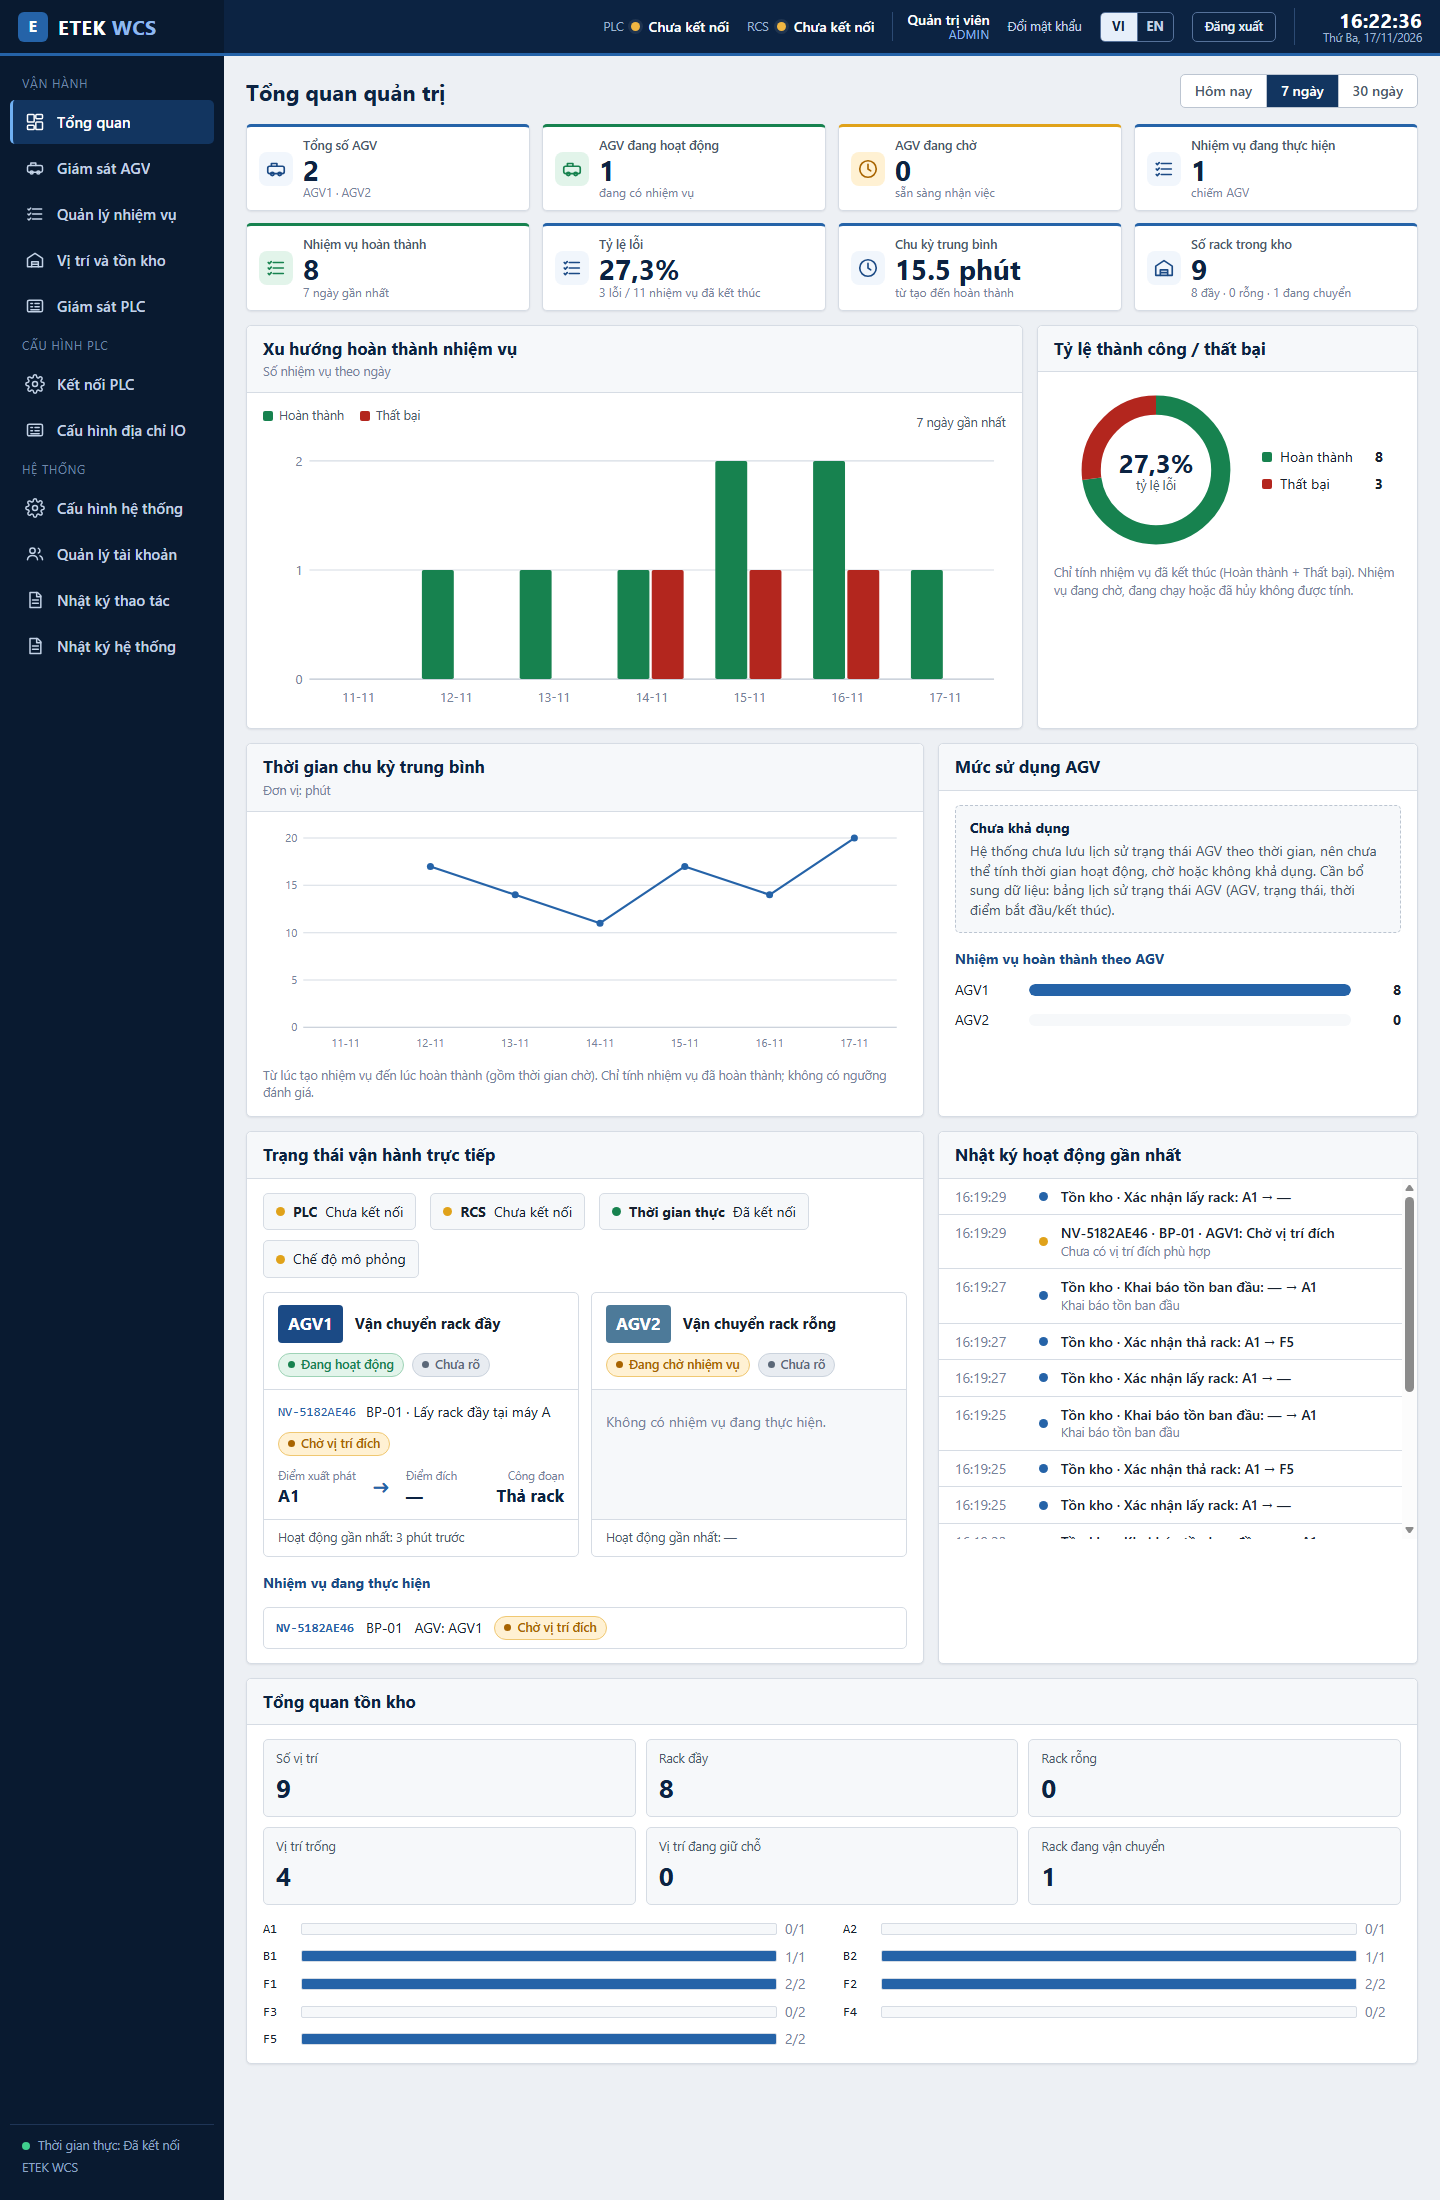 E ETEK WCS
PLC Chưa kết nối RCS Chưa kết nối
Quản trị viên
ADMIN
Đổi mật khẩu
VI EN
Đăng xuất
16:22:36
Thứ Ba, 17/11/2026
VẬN HÀNH
Tổng quan
Giám sát AGV
Quản lý nhiệm vụ
Vị trí và tồn kho
Giám sát PLC
CẤU HÌNH PLC
Kết nối PLC
Cấu hình địa chỉ IO
HỆ THỐNG
Cấu hình hệ thống
Quản lý tài khoản
Nhật ký thao tác
Nhật ký hệ thống
Thời gian thực: Đã kết nối
ETEK WCS
Tổng quan quản trị
Hôm nay 7 ngày 30 ngày
Tổng số AGV
2
AGV1 · AGV2
AGV đang hoạt động
1
đang có nhiệm vụ
AGV đang chờ
0
sẵn sàng nhận việc
Nhiệm vụ đang thực hiện
1
chiếm AGV
Nhiệm vụ hoàn thành
8
7 ngày gần nhất
Tỷ lệ lỗi
27,3%
3 lỗi / 11 nhiệm vụ đã kết thúc
Chu kỳ trung bình
15.5 phút
từ tạo đến hoàn thành
Số rack trong kho
9
8 đầy · 0 rỗng · 1 đang chuyển
Xu hướng hoàn thành nhiệm vụ
Số nhiệm vụ theo ngày
Hoàn thành Thất bại
7 ngày gần nhất
2
1
0
11-11 12-11 13-11 14-11 15-11 16-11 17-11
Tỷ lệ thành công / thất bại
27,3%
tỷ lệ lỗi
Hoàn thành 8
Thất bại 3
Chỉ tính nhiệm vụ đã kết thúc (Hoàn thành + Thất bại). Nhiệm
vụ đang chờ, đang chạy hoặc đã hủy không được tính.
Thời gian chu kỳ trung bình
Đơn vị: phút
20
15
10
5
0
11-11 12-11 13-11 14-11 15-11 16-11 17-11
Từ lúc tạo nhiệm vụ đến lúc hoàn thành (gồm thời gian chờ). Chỉ tính nhiệm vụ đã hoàn thành; không có ngưỡng
đánh giá.
Mức sử dụng AGV
Chưa khả dụng
Hệ thống chưa lưu lịch sử trạng thái AGV theo thời gian, nên chưa
thể tính thời gian hoạt động, chờ hoặc không khả dụng. Cần bổ
sung dữ liệu: bảng lịch sử trạng thái AGV (AGV, trạng thái, thời
điểm bắt đầu/kết thúc).
Nhiệm vụ hoàn thành theo AGV
AGV1 8
AGV2 0
Trạng thái vận hành trực tiếp
PLC Chưa kết nối
RCS Chưa kết nối
Thời gian thực Đã kết nối
Chế độ mô phỏng
AGV1 Vận chuyển rack đầy
Đang hoạt động Chưa rõ
NV-5182AE46 BP-01 · Lấy rack đầy tại máy A
Chờ vị trí đích
Điểm xuất phát → Điểm đích Công đoạn
A1 — Thả rack
Hoạt động gần nhất: 3 phút trước
AGV2 Vận chuyển rack rỗng
Đang chờ nhiệm vụ Chưa rõ
Không có nhiệm vụ đang thực hiện.
Hoạt động gần nhất: —
Nhiệm vụ đang thực hiện
NV-5182AE46 BP-01 AGV: AGV1 Chờ vị trí đích
Nhật ký hoạt động gần nhất
16:19:29 Tồn kho · Xác nhận lấy rack: A1 → —
16:19:29 NV-5182AE46 · BP-01 · AGV1: Chờ vị trí đích
Chưa có vị trí đích phù hợp
16:19:27 Tồn kho · Khai báo tồn ban đầu: — → A1
Khai báo tồn ban đầu
16:19:27 Tồn kho · Xác nhận thả rack: A1 → F5
16:19:27 Tồn kho · Xác nhận lấy rack: A1 → —
16:19:25 Tồn kho · Khai báo tồn ban đầu: — → A1
Khai báo tồn ban đầu
16:19:25 Tồn kho · Xác nhận thả rack: A1 → F5
16:19:25 Tồn kho · Xác nhận lấy rack: A1 → —
Tổng quan tồn kho
Số vị trí
9
Rack đầy
8
Rack rỗng
0
Vị trí trống
4
Vị trí đang giữ chỗ
0
Rack đang vận chuyển
1
A1 0/1 A2 0/1
B1 1/1 B2 1/1
F1 2/2 F2 2/2
F3 0/2 F4 0/2
F5 2/2